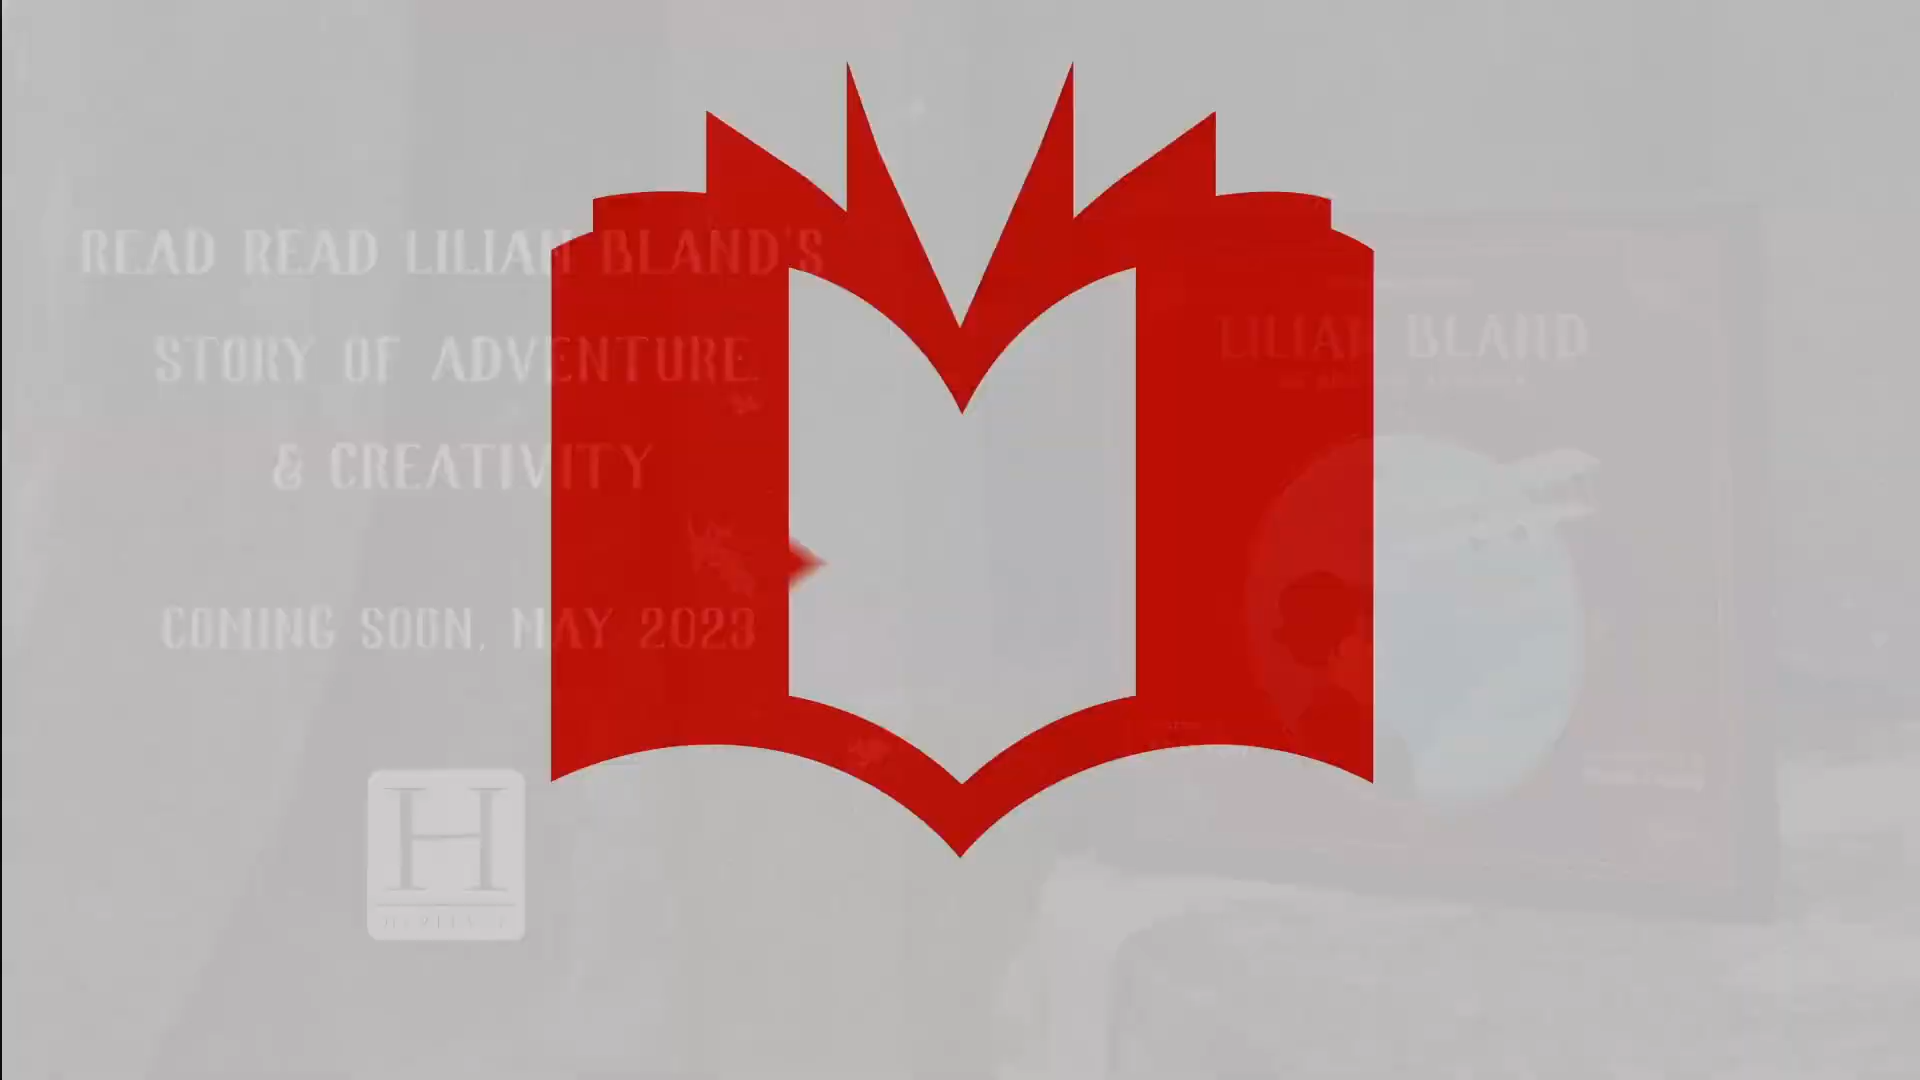 READ READ LILIAN BLAND'S
STORY OF ADVENTURE
& CREATIVITY
COMING SOON, MAY 2023
H
LILIAN BLAND